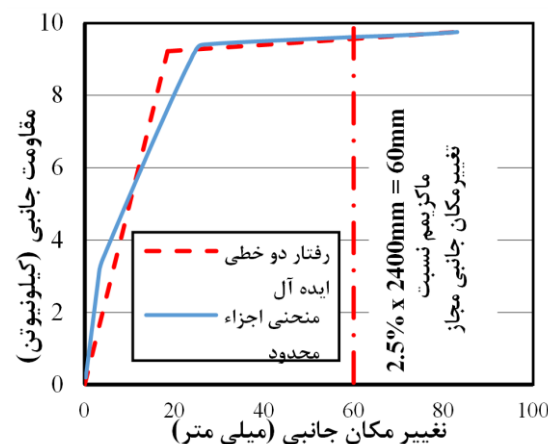 10
8
6
4
2
0
0
20
40
60
80
100
مقاومت جانبی (کیلونیوتن)
تغییر مکان جانبی (میلی متر)
رفتار دو خطی
ایده آل
منحنی اجزاء
محدود
2.5% x 2400mm = 60mm
ماکزیمم نسبت
تغییرمکان جانبی مجاز